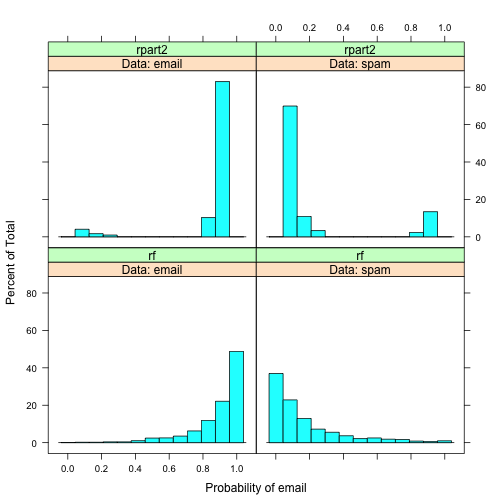 0.0 0.2 0.4 0.6 0.8 1.0
rpart2 rpart2
Data: email Data: spam
80
60
40
20
0
rf rf
Data: email Data: spam
80
60
40
20
0
0.0 0.2 0.4 0.6 0.8 1.0
Percent of Total
Probability of email